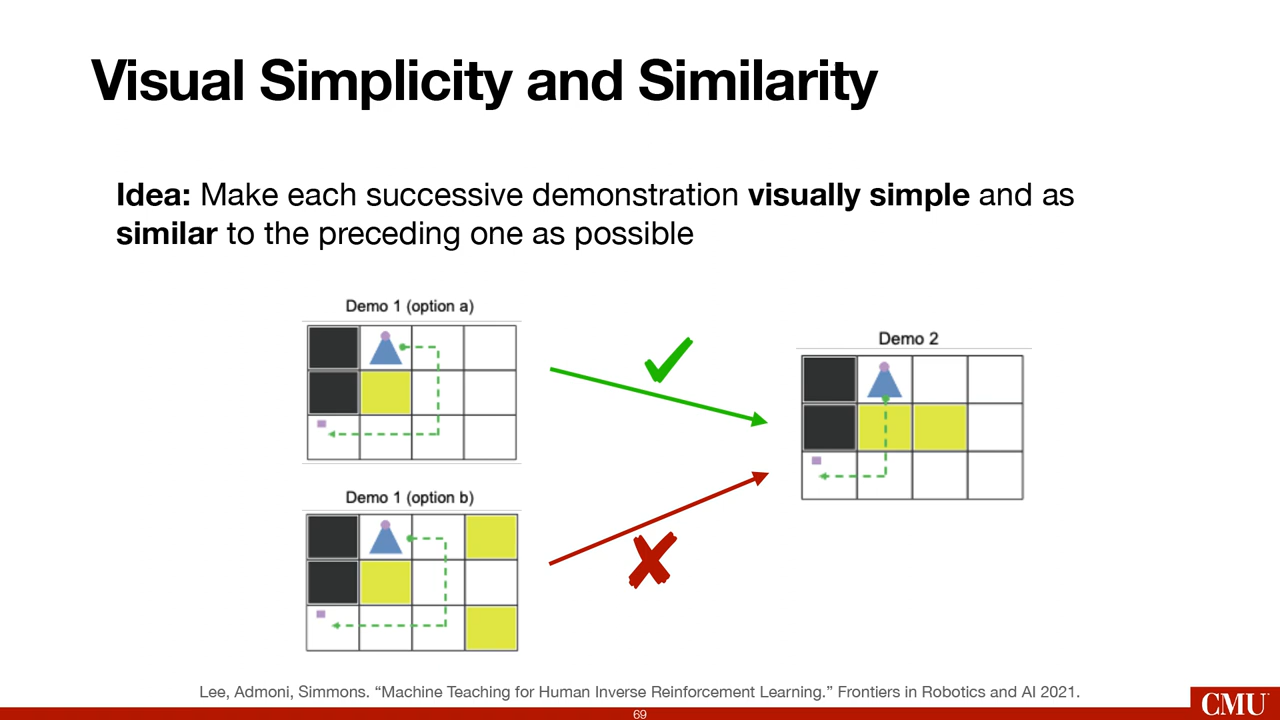 Visual Simplicity and Similarity
Idea: Make each successive demonstration visually simple and as
similar to the preceding one as possible
Demo 1 (option a)
Demo 2
Demo 1 (option b)
Lee, Admoni, Simmons. “Machine Teaching for Human Inverse Reinforcement Learning.” Frontiers in Robotics and AI 2021.
69
CMU